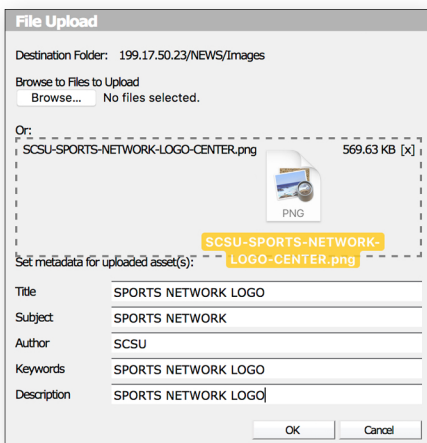 File Upload
Destination Folder: 199.17.50.23/NEWS/Images
Browse to Files to Upload
Browse... No files selected.
Or:
SCSU-SPORTS-NETWORK-LOGO-CENTER.png 569.63 KB [x]
PNG
SCSU-SPORTS-NETWORK-
LOGO-CENTER.png
Set metadata for uploaded asset(s):
Title SPORTS NETWORK LOGO
Subject SPORTS NETWORK
Author SCSU
Keywords SPORTS NETWORK LOGO
Description SPORTS NETWORK LOGO
OK Cancel